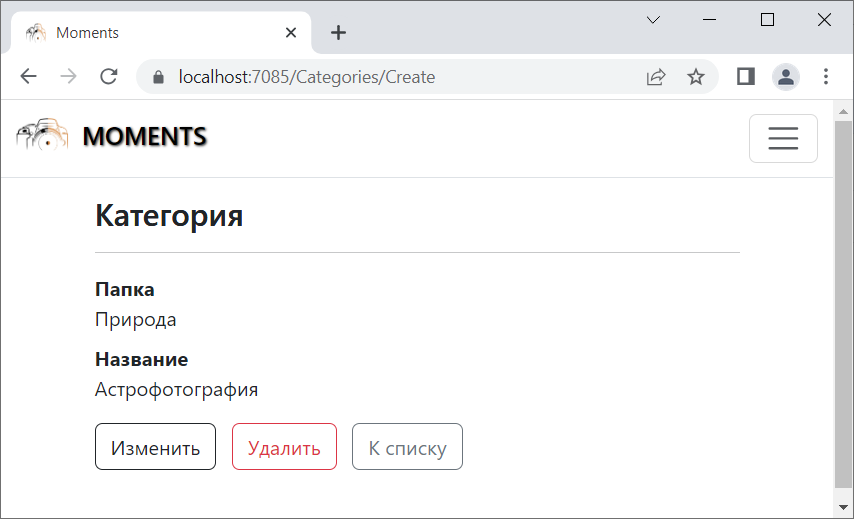 Moments
localhost:7085/Categories/Create
MOMENTS
Категория
Папка
Природа
Название
Астрофотография
Изменить Удалить К списку